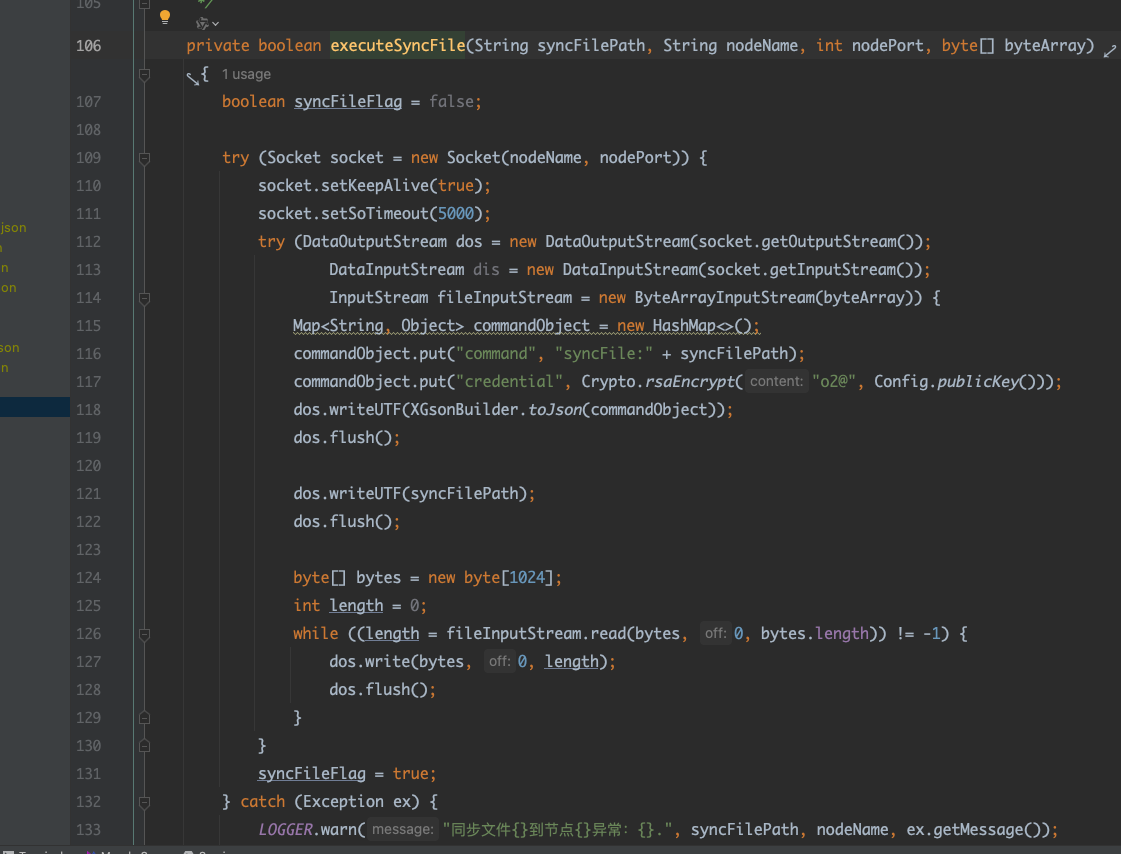 105 */
106 private boolean executeSyncFile(String syncFilePath, String nodeName, int nodePort, byte[] byteArray)
{ 1 usage
107 boolean syncFileFlag = false;
108
109 try (Socket socket = new Socket(nodeName, nodePort)) {
110 socket.setKeepAlive(true);
111 socket.setSoTimeout(5000);
json
112 try (DataOutputStream dos = new DataOutputStream(socket.getOutputStream());
n
113 DataInputStream dis = new DataInputStream(socket.getInputStream());
on
114 InputStream fileInputStream = new ByteArrayInputStream(byteArray)) {
115 Map<String, Object> commandObject = new HashMap<>();
son
116 commandObject.put("command", "syncFile:" + syncFilePath);
n
117 commandObject.put("credential", Crypto.rsaEncrypt( content: "o2@", Config.publicKey()));
118 dos.writeUTF(XGsonBuilder.toJson(commandObject));
119 dos.flush();
120
121 dos.writeUTF(syncFilePath);
122 dos.flush();
123
124 byte[] bytes = new byte[1024];
125 int length = 0;
126 while ((length = fileInputStream.read(bytes, off: 0, bytes.length)) != -1) {
127 dos.write(bytes, off: 0, length);
128 dos.flush();
129 }
130 }
131 syncFileFlag = true;
132 } catch (Exception ex) {
133 LOGGER.warn( message: "同步文件{}到节点{}异常: {}.", syncFilePath, nodeName, ex.getMessage());